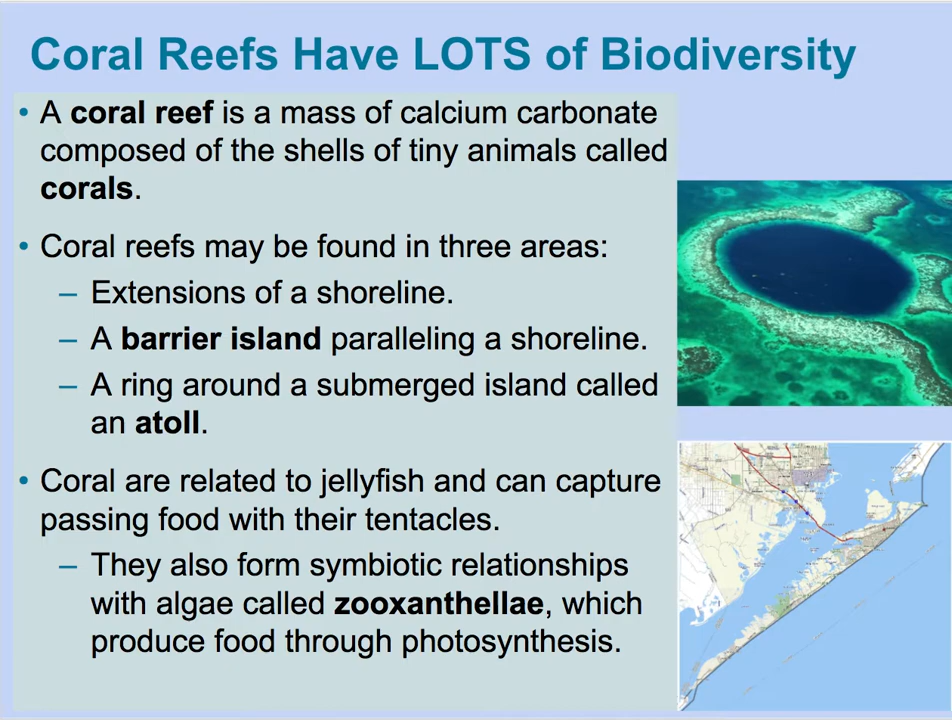 Coral Reefs Have LOTS of Biodiversity
• A coral reef is a mass of calcium carbonate
composed of the shells of tiny animals called
corals.
• Coral reefs may be found in three areas:
– Extensions of a shoreline.
– A barrier island paralleling a shoreline.
– A ring around a submerged island called
an atoll.
• Coral are related to jellyfish and can capture
passing food with their tentacles.
– They also form symbiotic relationships
with algae called zooxanthellae, which
produce food through photosynthesis.